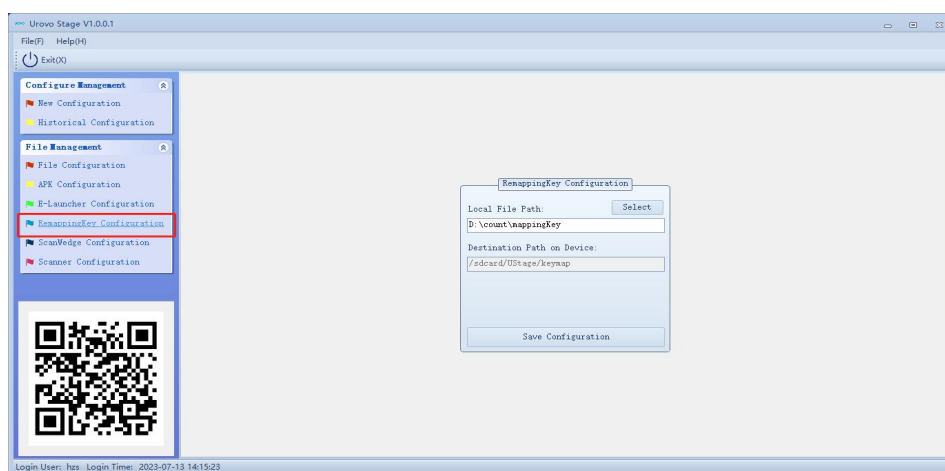 Urovo Stage V1.0.0.1
File(F) Help(H)
Exit(X)
Configure Management
New Configuration
Historical Configuration
File Management
File Configuration
APK Configuration
E-Launcher Configuration
RemappingKey Configuration
ScanWedge Configuration
Scanner Configuration
RemappingKey Configuration
Local File Path:
Select
D:\count\mappingKey
Destination Path on Device:
/sdcard/UStage/keymap
Save Configuration
Login User: hzs Login Time: 2023-07-13 14:15:23